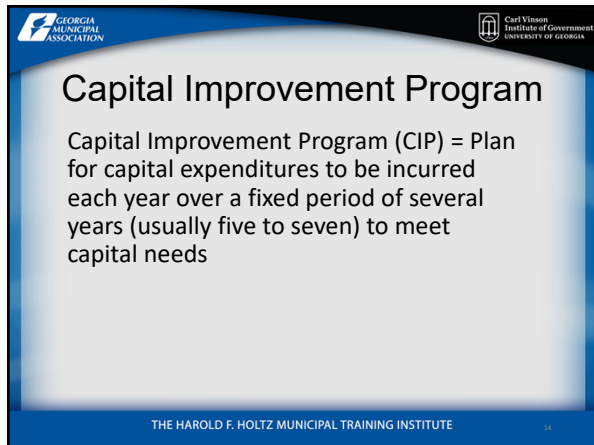 GEORGIA
MUNICIPAL
ASSOCIATION
Carl Vinson
Institute of Government
UNIVERSITY OF GEORGIA
Capital Improvement Program
Capital Improvement Program (CIP) = Plan
for capital expenditures to be incurred
each year over a fixed period of several
years (usually five to seven) to meet
capital needs
THE HAROLD F. HOLTZ MUNICIPAL TRAINING INSTITUTE
14